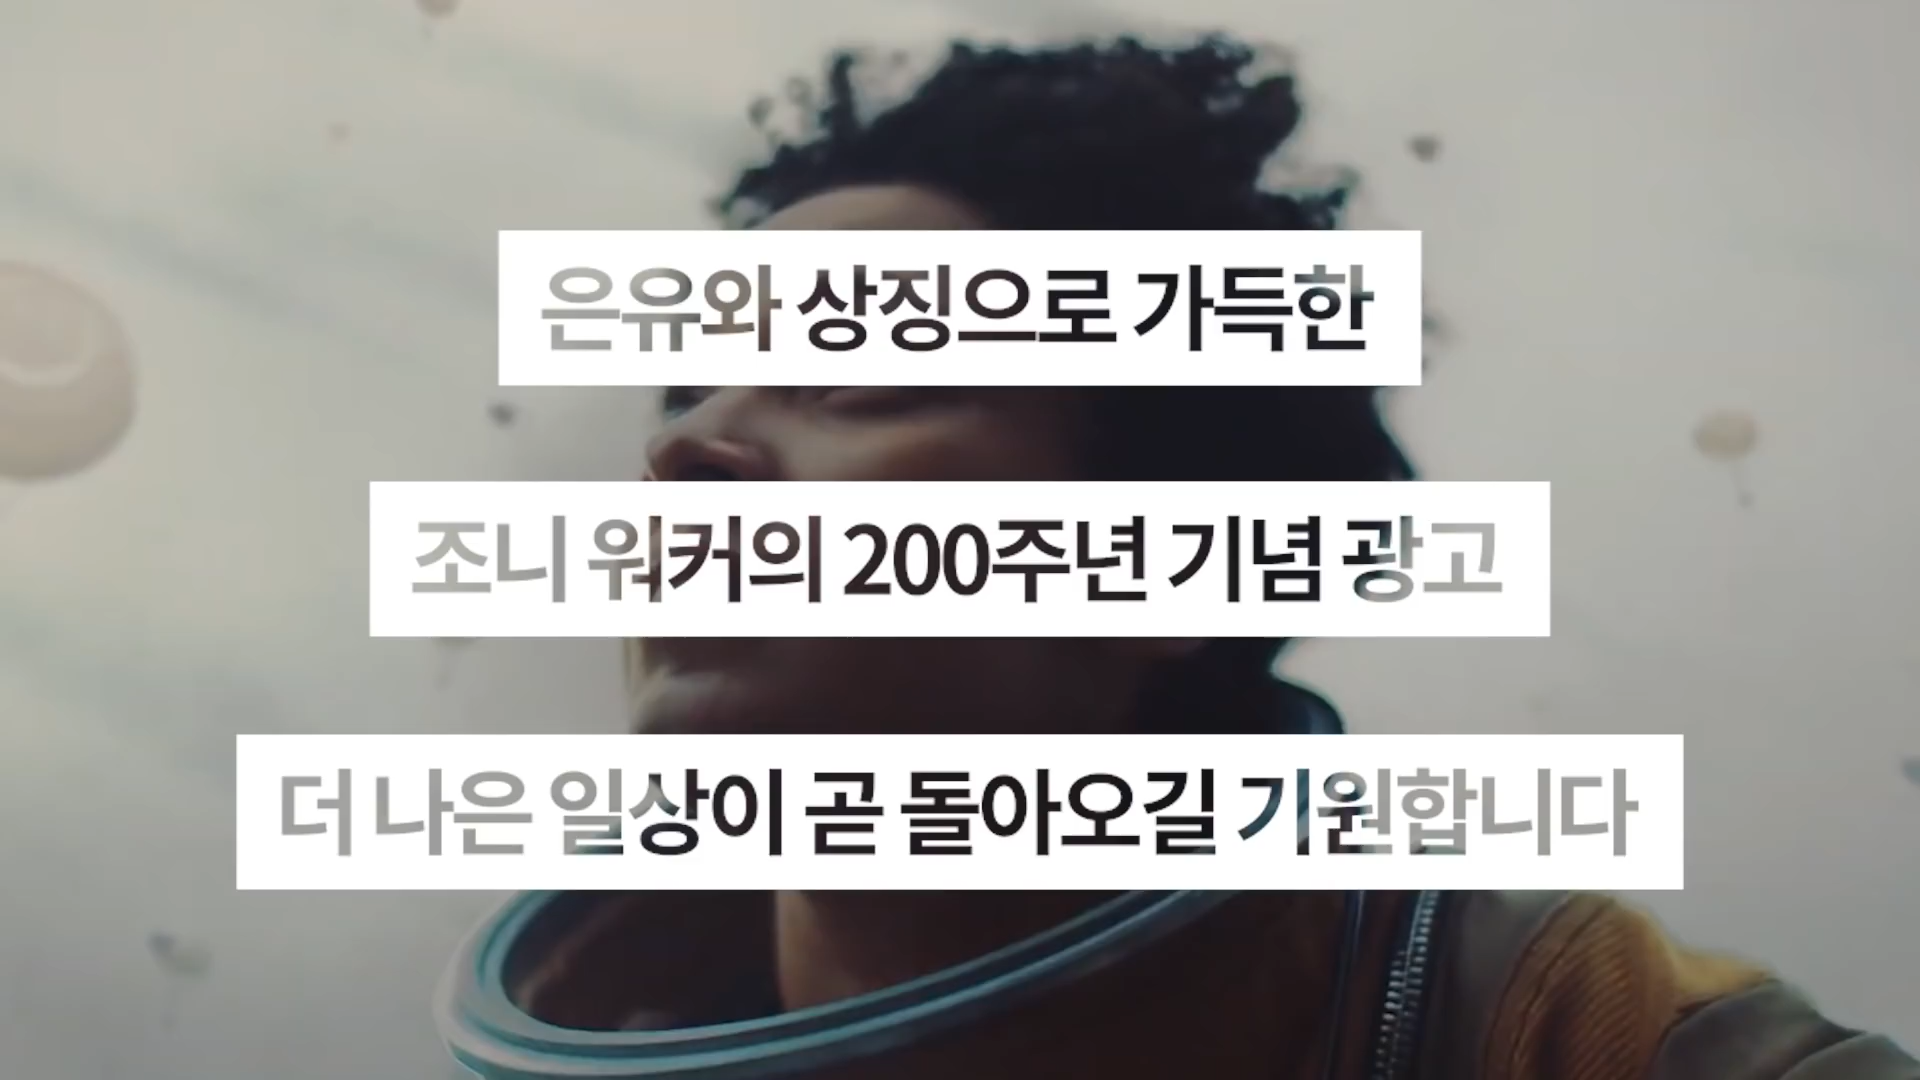 은유와 상징으로 가득한
조니 워커의 200주년 기념 광고
더 나은 일상이 곧 돌아오길 기원합니다